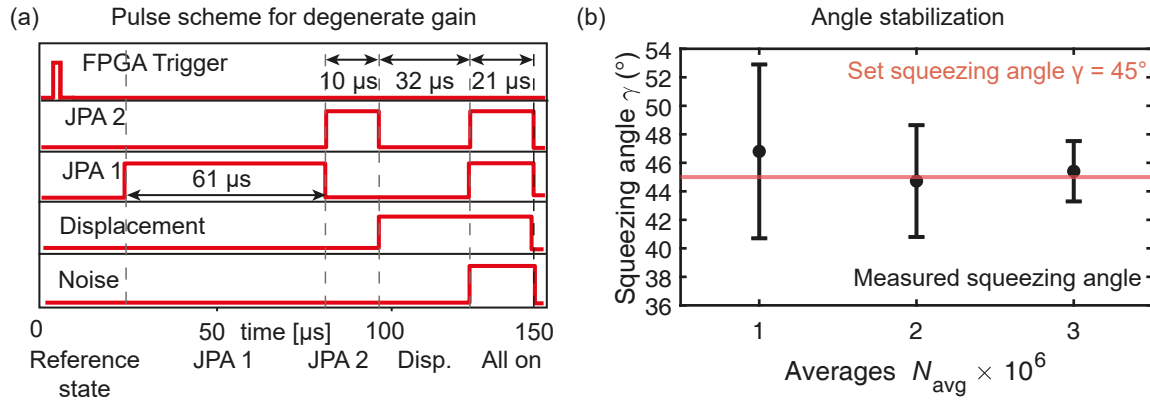 (a) Pulse scheme for degenerate gain
FPGA Trigger
10 µs 32 µs 21 µs
JPA 2
JPA 1
61 µs
Displacement
Noise
0 50 time [µs] 100 150
Reference state JPA 1 JPA 2 Disp. All on
(b) Angle stabilization
Squeezing angle γ (°)
54
52
50
48
46
44
42
40
38
36
Set squeezing angle γ = 45°
Measured squeezing angle
1 2 3
Averages N_avg × 10^6